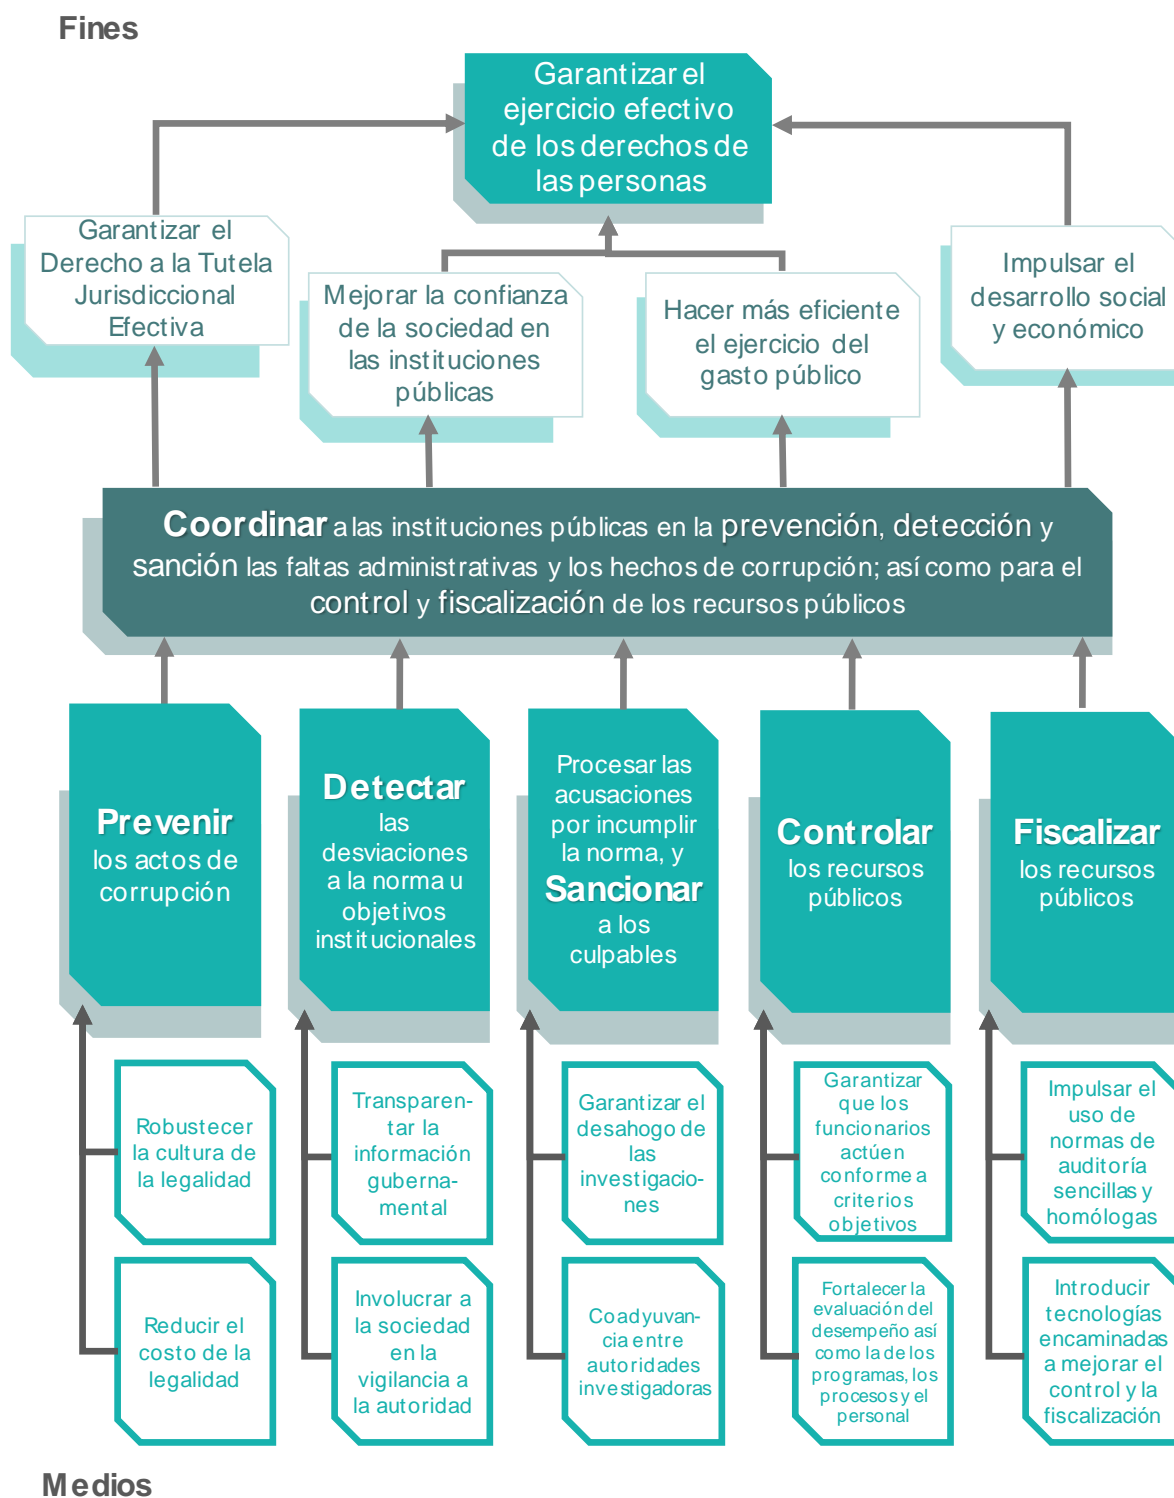 Fines
Garantizar el
ejercicio efectivo
de los derechos de
las personas
Garantizar el
Derecho a la Tutela
Jurisdiccional
Efectiva
Mejorar la confianza
de la sociedad en
las instituciones
públicas
Hacer más eficiente
el ejercicio del
gasto público
Impulsar el
desarrollo social
y económico
Coordinar a las instituciones públicas en la prevención, detección y
sanción las faltas administrativas y los hechos de corrupción; así como para el
control y fiscalización de los recursos públicos
Prevenir
los actos de
corrupción
Detectar
las
desviaciones
a la norma u
objetivos
institucionales
Procesar las
acusaciones
por incumplir
la norma, y
Sancionar
a los
culpables
Controlar
los recursos
públicos
Fiscalizar
los recursos
públicos
Robustecer
la cultura de
la legalidad
Transparen-
tar la
información
guberna-
mental
Garantizar el
desahogo de
las
investigacio-
nes
Garantizar
que los
funcionarios
actúen
conforme a
criterios
objetivos
Impulsar el
uso de
normas de
auditoría
sencillas y
homólogas
Reducir el
costo de la
legalidad
Involucrar a
la sociedad
en la
vigilancia a
la autoridad
Coadyuvan-
cia entre
autoridades
investigadoras
Fortalecer la
evaluación del
desempeño así
como la de los
programas, los
procesos y el
personal
Introducir
tecnologías
encaminadas
a mejorar el
control y la
fiscalización
Medios